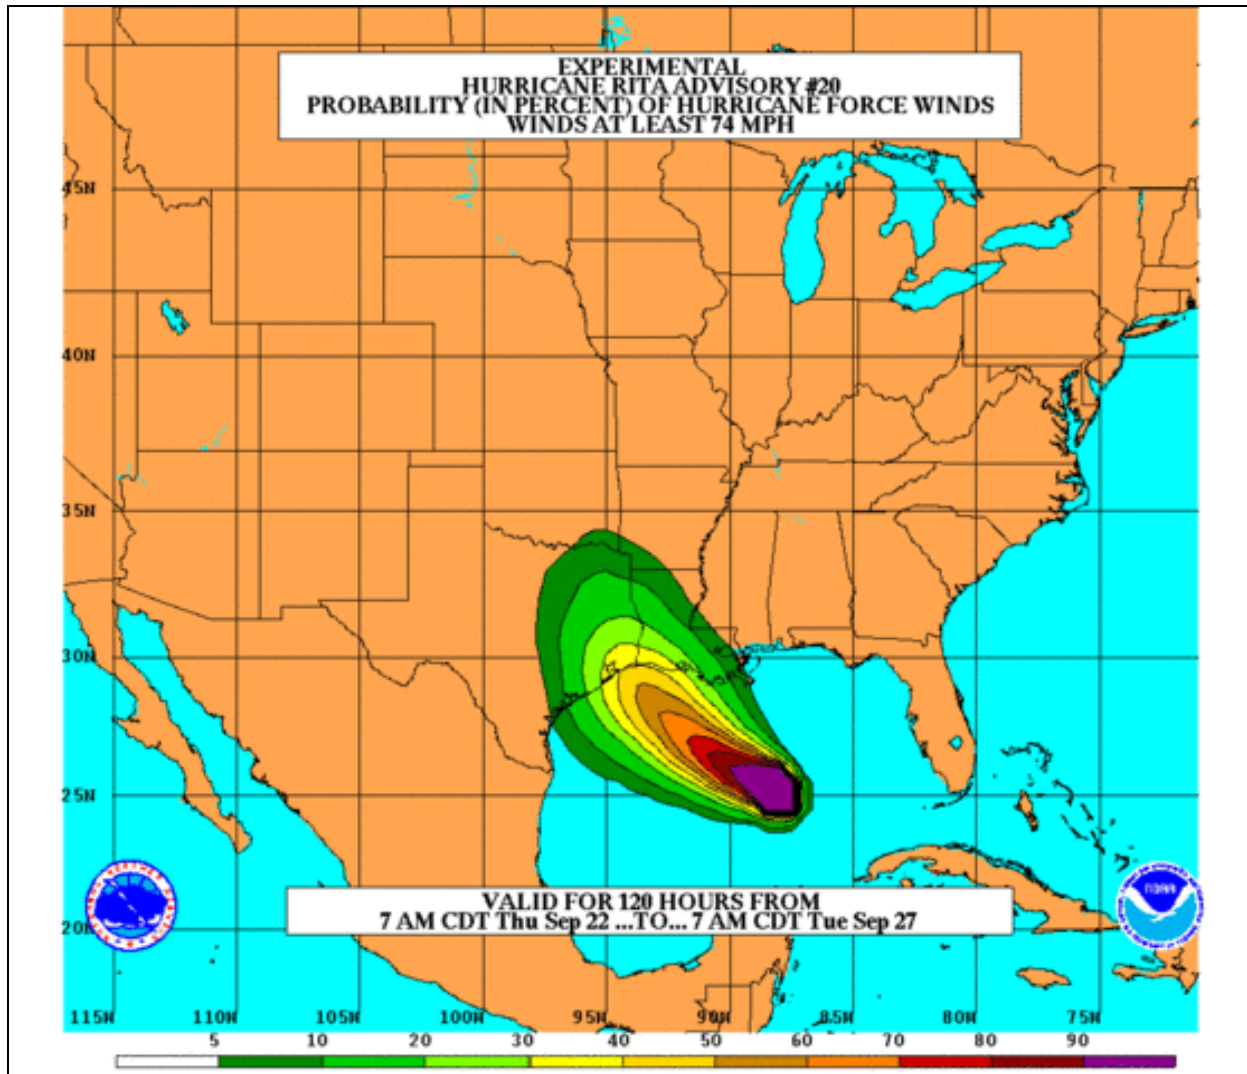 EXPERIMENTAL
HURRICANE RITA ADVISORY #20
PROBABILITY (IN PERCENT) OF HURRICANE FORCE WINDS
WINDS AT LEAST 74 MPH
45N
40N
35N
30N
25N
20N
NOAA
VALID FOR 120 HOURS FROM
7 AM CDT Thu Sep 22 ...TO... 7 AM CDT Tue Sep 27
115W 110W 105W 100W 95W 90W 85W 80W 75W
5 10 20 30 40 50 60 70 80 90